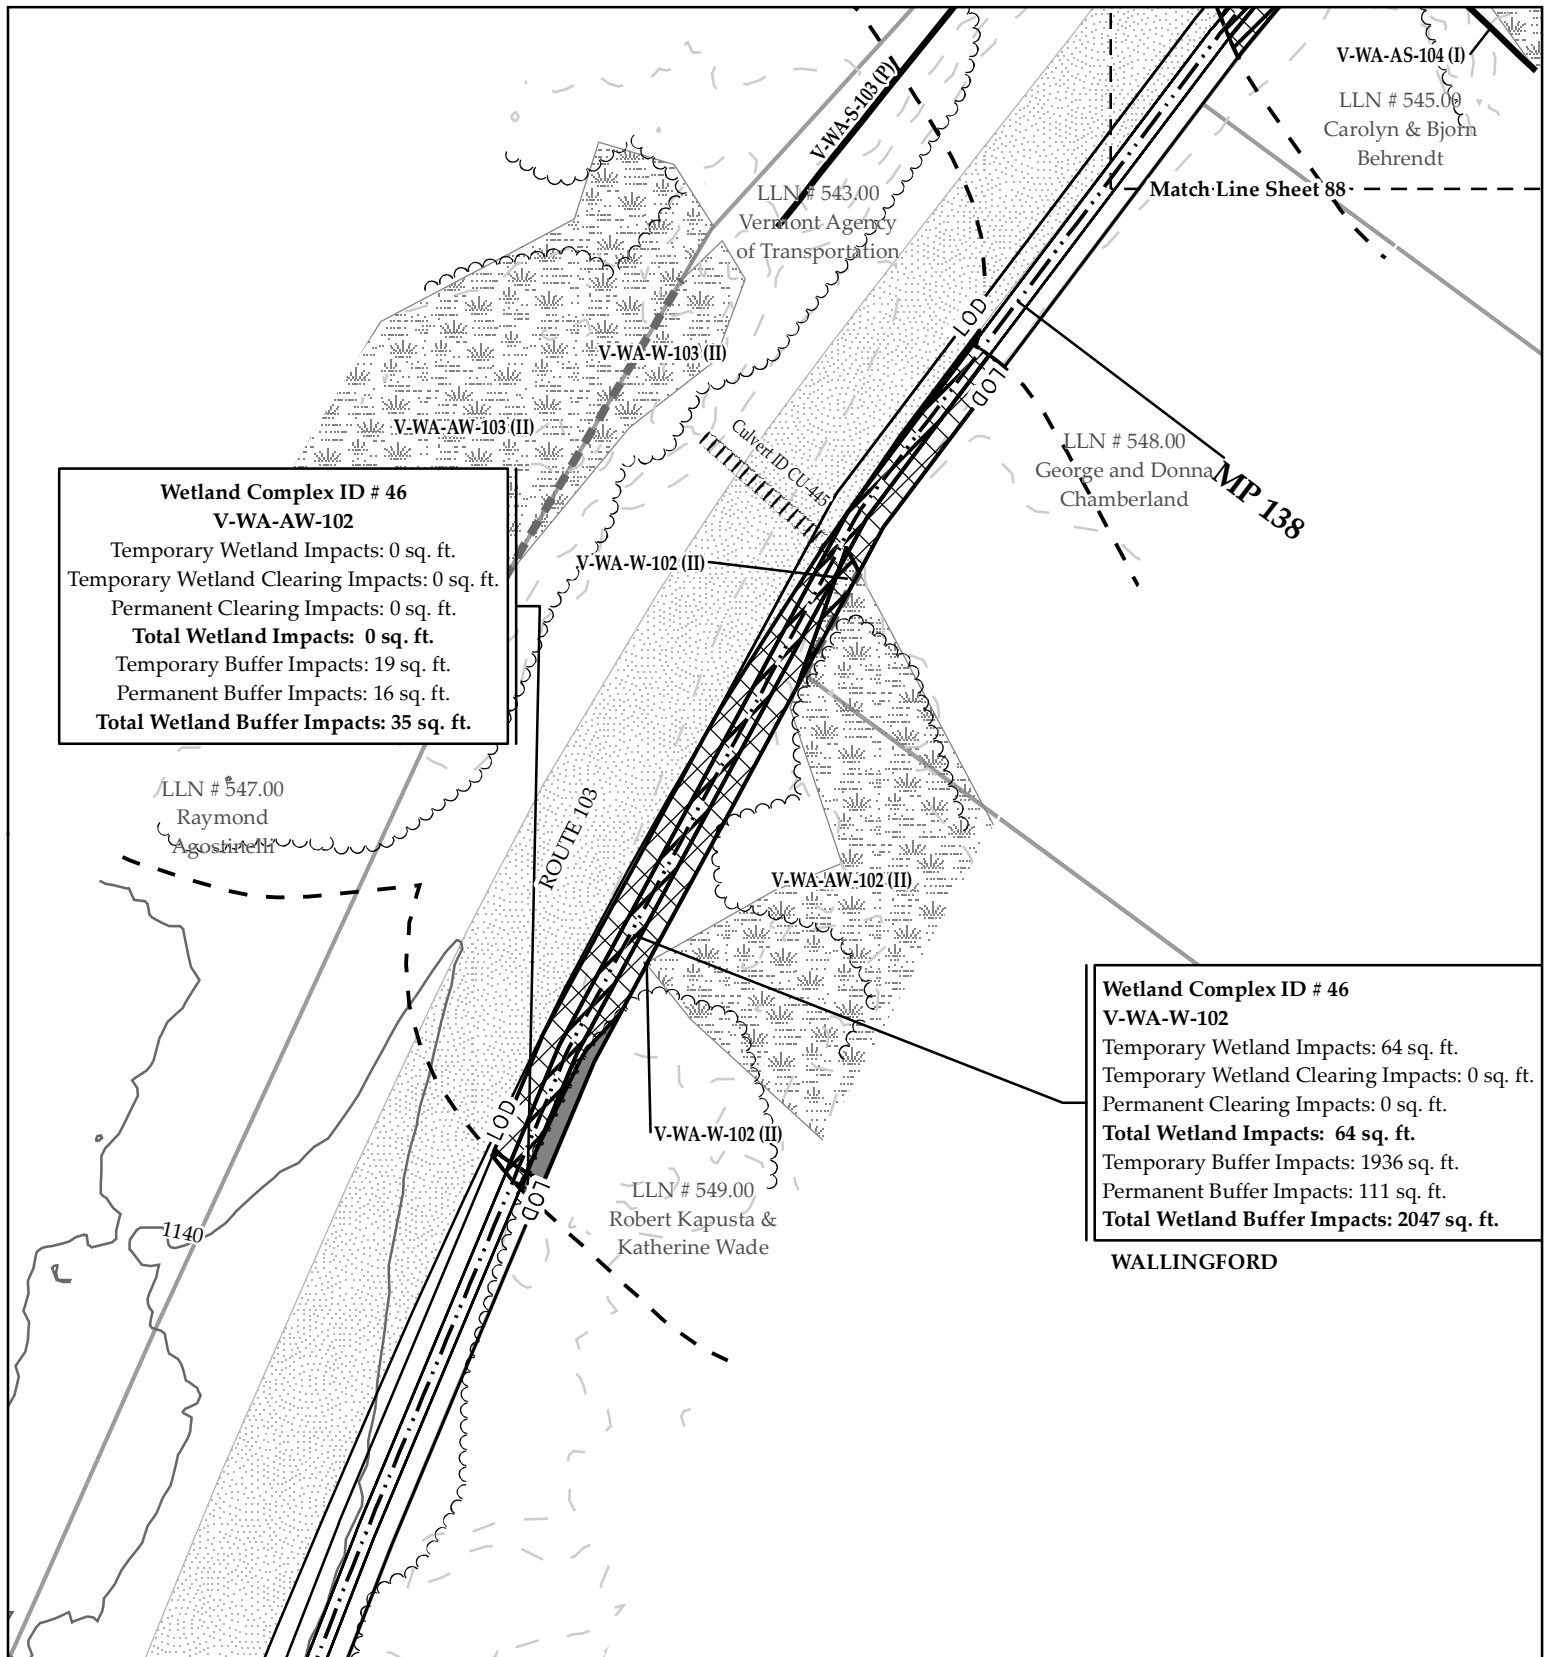 V-WA-AS-104 (I)
LLN # 545.00
Carolyn & Bjorn
Behrendt
V-WA-S-103 (P)
Match Line Sheet 88
LLN # 543.00
Vermont Agency
of Transportation
LOD
V-WA-W-103 (II)
LOD
V-WA-AW-103 (II)
Culvert ID CU-445
LLN # 548.00
George and Donna
Chamberland
MP 138
Wetland Complex ID # 46
V-WA-AW-102
Temporary Wetland Impacts: 0 sq. ft.
Temporary Wetland Clearing Impacts: 0 sq. ft.
Permanent Clearing Impacts: 0 sq. ft.
Total Wetland Impacts: 0 sq. ft.
Temporary Buffer Impacts: 19 sq. ft.
Permanent Buffer Impacts: 16 sq. ft.
Total Wetland Buffer Impacts: 35 sq. ft.
V-WA-W-102 (II)
LLN # 547.00
Raymond
Agostinelli
ROUTE 103
V-WA-AW-102 (II)
Wetland Complex ID # 46
V-WA-W-102
Temporary Wetland Impacts: 64 sq. ft.
Temporary Wetland Clearing Impacts: 0 sq. ft.
Permanent Clearing Impacts: 0 sq. ft.
Total Wetland Impacts: 64 sq. ft.
Temporary Buffer Impacts: 1936 sq. ft.
Permanent Buffer Impacts: 111 sq. ft.
Total Wetland Buffer Impacts: 2047 sq. ft.
WALLINGFORD
LOD
V-WA-W-102 (II)
LOD
LLN # 549.00
Robert Kapusta &
Katherine Wade
1140